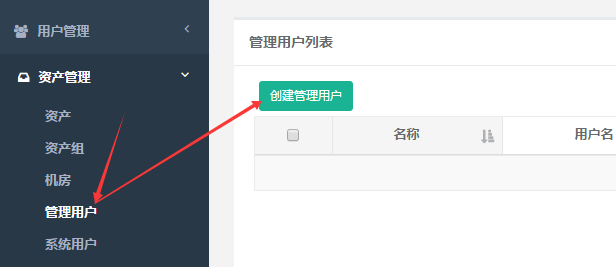 用户管理
资产管理
资产
资产组
机房
管理用户
系统用户
管理用户列表
创建管理用户
名称
用户名